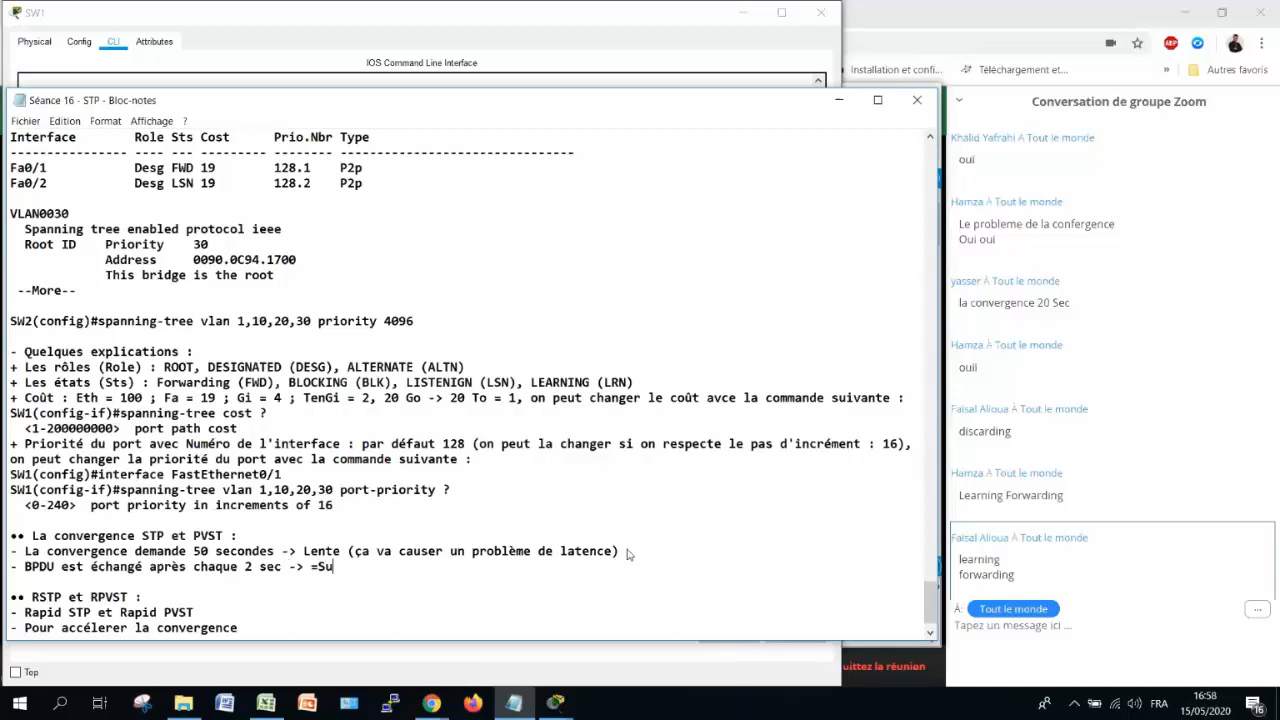 SW1
Physical Config CLI Attributes
IOS Command Line Interface
Installation et confi...
Téléchargement et...
»
Autres favoris
Séance 16 - STP - Bloc-notes
Fichier Edition Format Affichage ?
Interface Role Sts Cost Prio.Nbr Type
---------------- ---- --- --------- -------- --------------------------------
Fa0/1 Desg FWD 19 128.1 P2p
Fa0/2 Desg LSN 19 128.2 P2p
VLAN0030
Spanning tree enabled protocol ieee
Root ID Priority 30
Address 0090.0C94.1700
This bridge is the root
--More--
SW2(config)#spanning-tree vlan 1,10,20,30 priority 4096
- Quelques explications :
+ Les rôles (Role) : ROOT, DESIGNATED (DESG), ALTERNATE (ALTN)
+ Les états (Sts) : Forwarding (FWD), BLOCKING (BLK), LISTENIGN (LSN), LEARNING (LRN)
+ Coût : Eth = 100 ; Fa = 19 ; Gi = 4 ; TenGi = 2, 20 Go -> 20 To = 1, on peut changer le coût avce la commande suivante :
SW1(config-if)#spanning-tree cost ?
<1-200000000> port path cost
+ Priorité du port avec Numéro de l'interface : par défaut 128 (on peut la changer si on respecte le pas d'incrément : 16),
on peut changer la priorité du port avec la commande suivante :
SW1(config)#interface FastEthernet0/1
SW1(config-if)#spanning-tree vlan 1,10,20,30 port-priority ?
<0-240> port priority in increments of 16
•• La convergence STP et PVST :
- La convergence demande 50 secondes -> Lente (ça va causer un problème de latence)
- BPDU est échangé après chaque 2 sec -> =Su
•• RSTP et RPVST :
- Rapid STP et Rapid PVST
- Pour accélerer la convergence
Top
Conversation de groupe Zoom
Khalid Yafrahi À Tout le monde
oui
Hamza À Tout le monde
Le probleme de la confergence
Oui oui
yasser À Tout le monde
la convergence 20 Sec
Hamza À Tout le monde
ouii
Faisal Alioua À Tout le monde
discarding
Hamza À Tout le monde
Learning Forwarding
Faisal Alioua À Tout le monde
learning
forwarding
À: Tout le monde
...
Tapez un message ici ...
uittez la réunion
FRA
16:58
15/05/2020
16